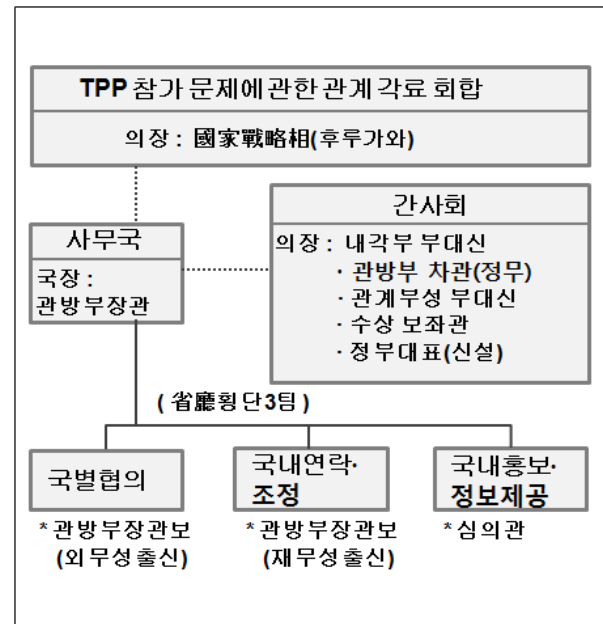 TPP 참가 문제에 관한 관계 각료 회합
의장 : 國家戰略相(후루가와)
사무국
국장 :
관방부장관
간사회
의장 : 내각부 부대신
· 관방부 차관(정무)
· 관계부성 부대신
· 수상 보좌관
· 정부대표(신설)
( 省廳횡단3팀 )
국별협의
* 관방부장관보
(외무성출신)
국내연락·
조정
* 관방부장관보
(재무성출신)
국내홍보·
정보제공
* 심의관